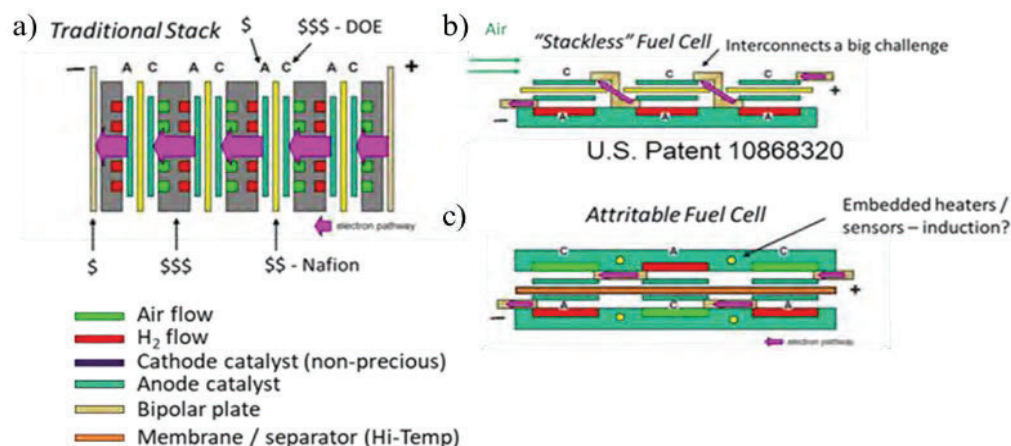 a)
Traditional Stack
$
$$$ - DOE
–
A C A C A C A C
+
electron pathway
$
$$$
$$ - Nafion
Air flow
H₂ flow
Cathode catalyst (non-precious)
Anode catalyst
Bipolar plate
Membrane / separator (Hi-Temp)
b)
Air
"Stackless" Fuel Cell
Interconnects a big challenge
C C C
+
–
A A A
U.S. Patent 10868320
c)
Attritable Fuel Cell
Embedded heaters /
sensors – induction?
C A C
+
–
A C A
electron pathway